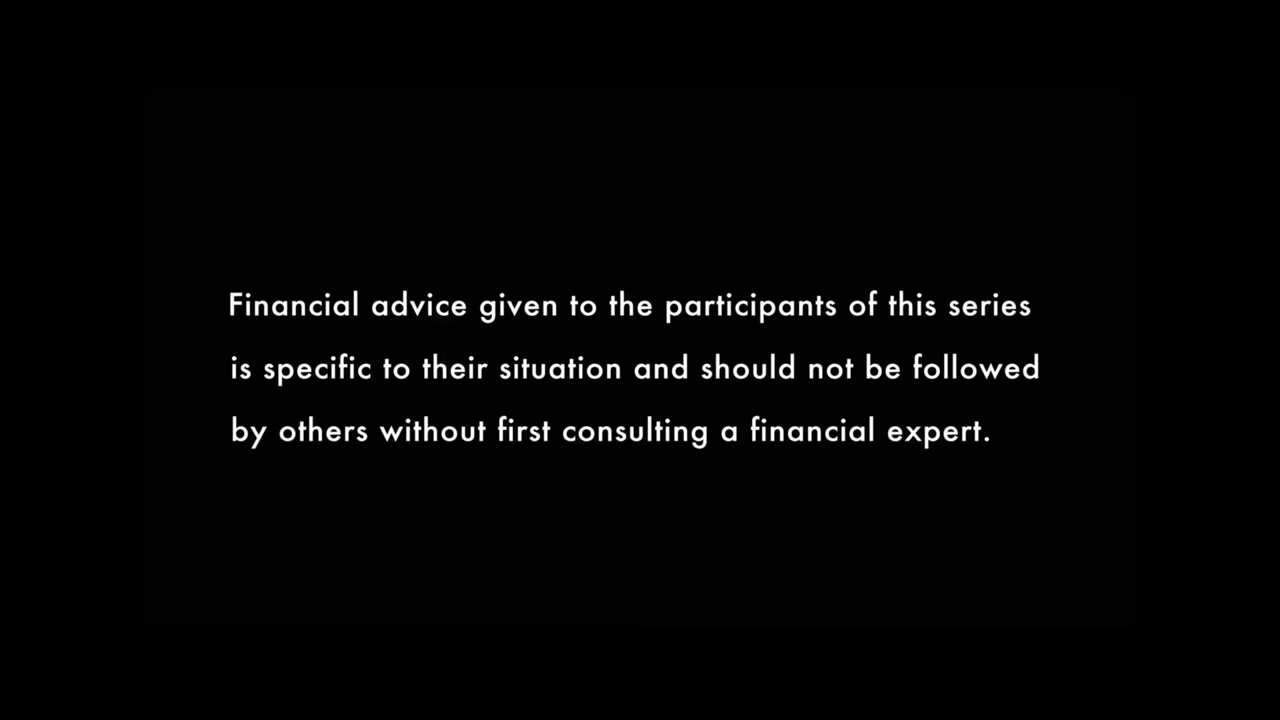 Financial advice given to the participants of this series
is specific to their situation and should not be followed
by others without first consulting a financial expert.